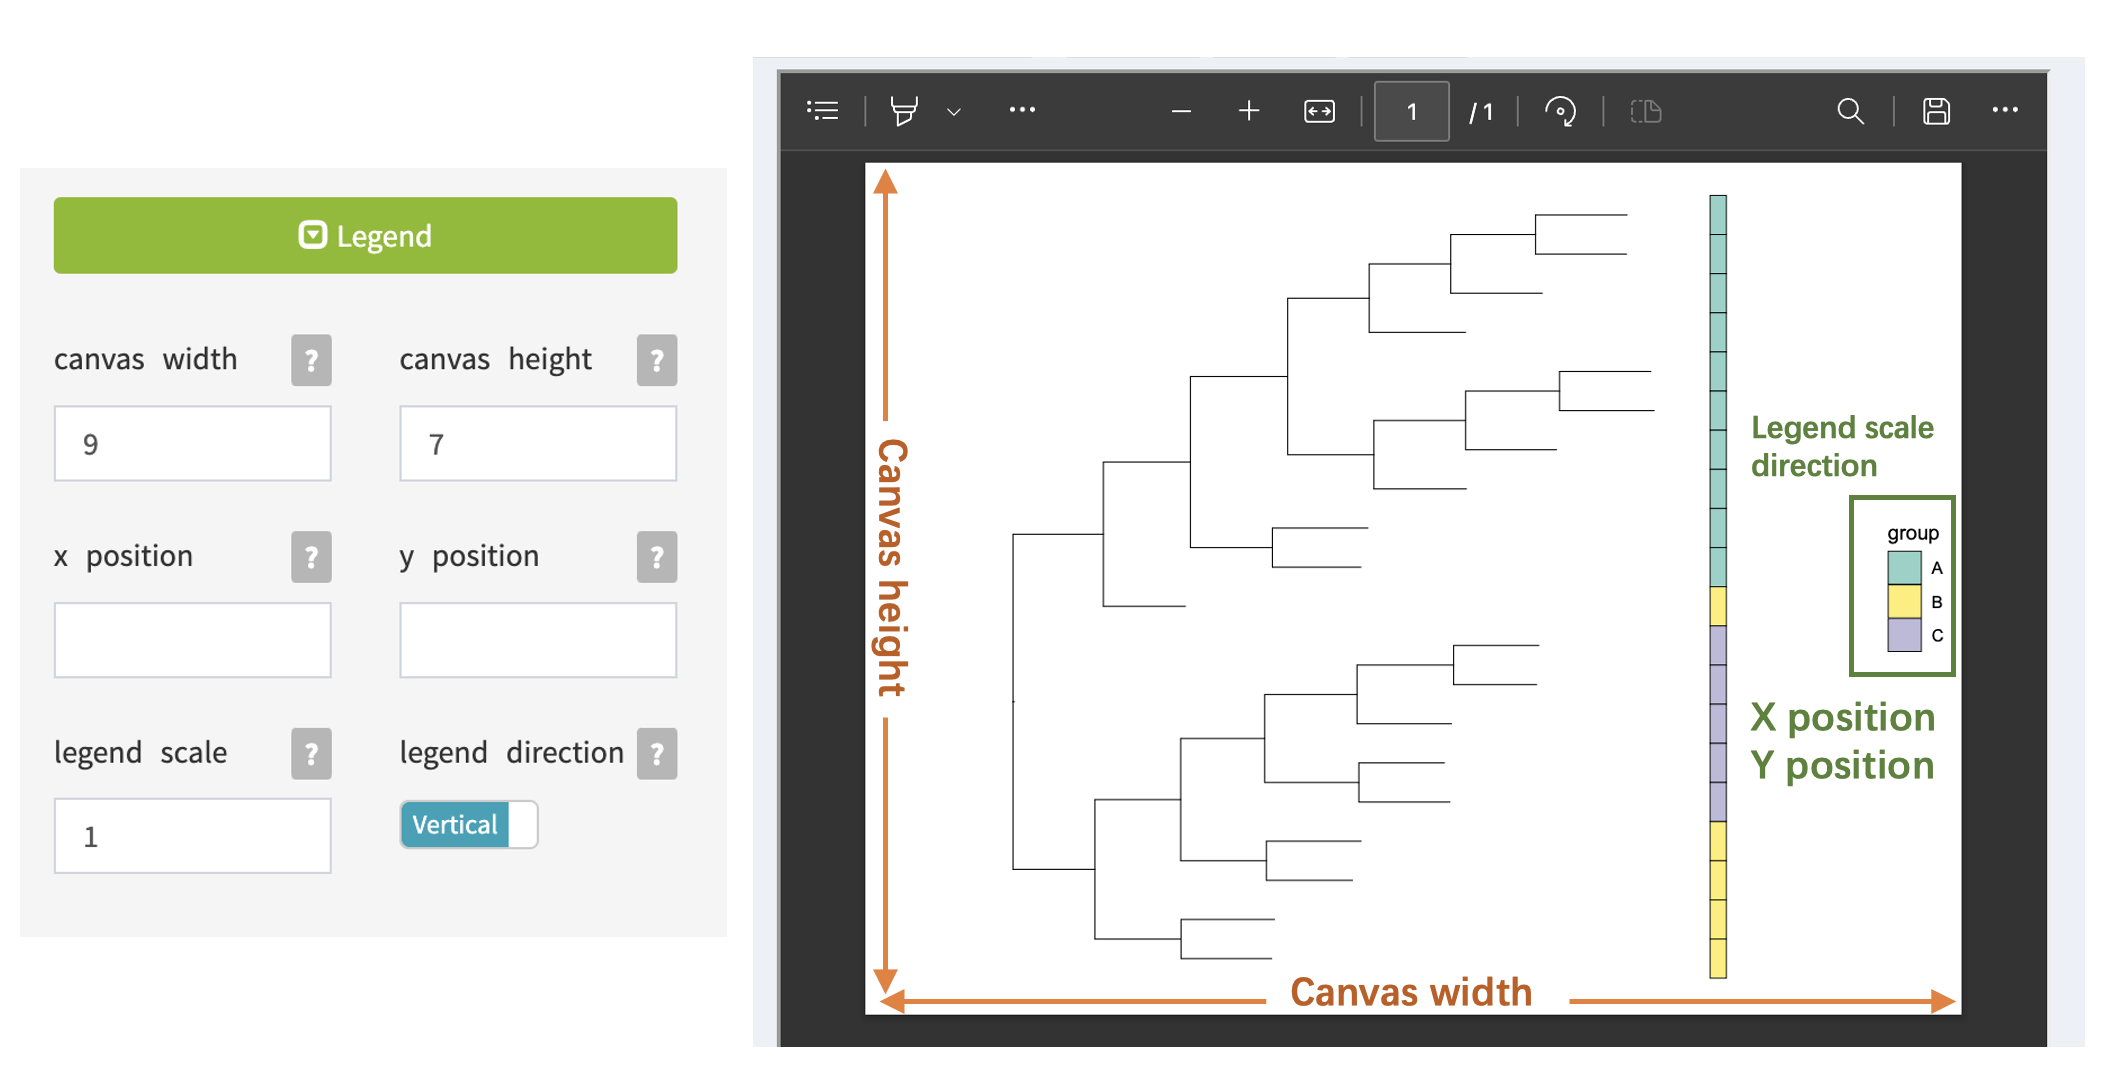 Legend
canvas width ? canvas height ?
9 7
x position ? y position ?
legend scale ? legend direction ?
1 Vertical
1 / 1
Canvas height
Legend scale
direction
group
A
B
C
X position
Y position
Canvas width